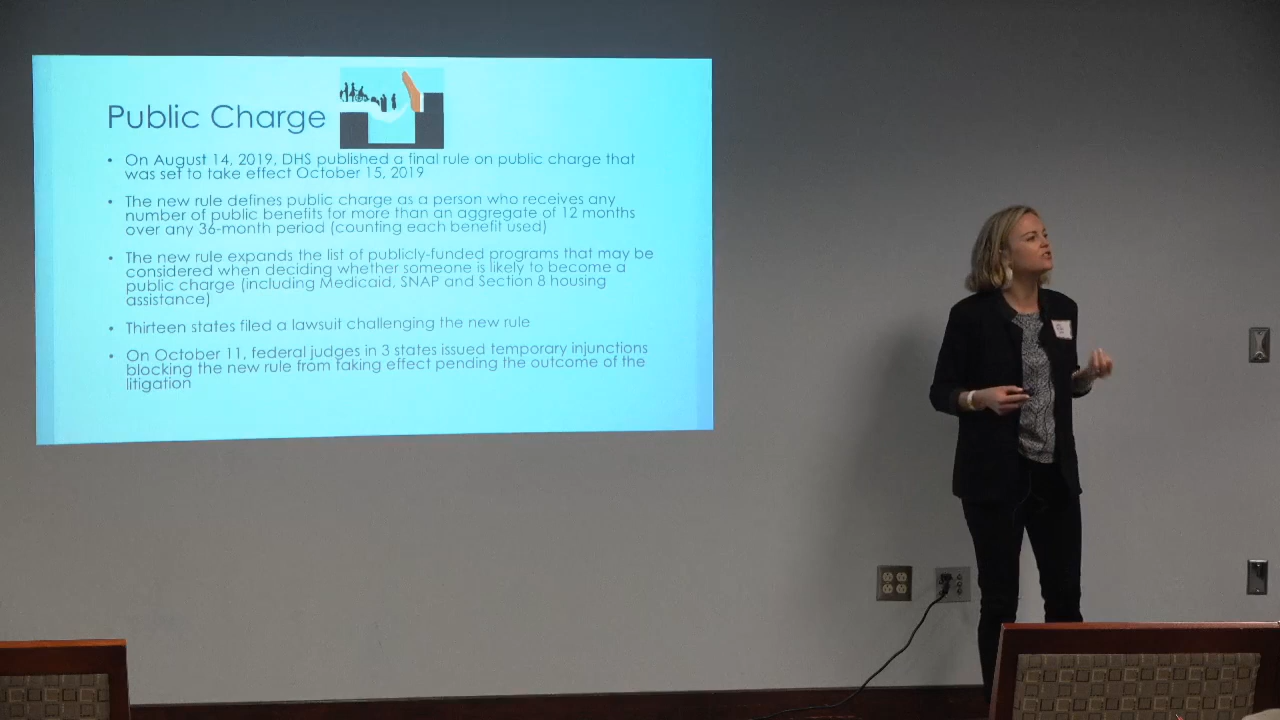 Public Charge
• On August 14, 2019, DHS published a final rule on public charge that
was set to take effect October 15, 2019
• The new rule defines public charge as a person who receives any
number of public benefits for more than an aggregate of 12 months
over any 36-month period (counting each benefit used)
• The new rule expands the list of publicly-funded programs that may be
considered when deciding whether someone is likely to become a
public charge (including Medicaid, SNAP and Section 8 housing
assistance)
• Thirteen states filed a lawsuit challenging the new rule
• On October 11, federal judges in 3 states issued temporary injunctions
blocking the new rule from taking effect pending the outcome of the
litigation